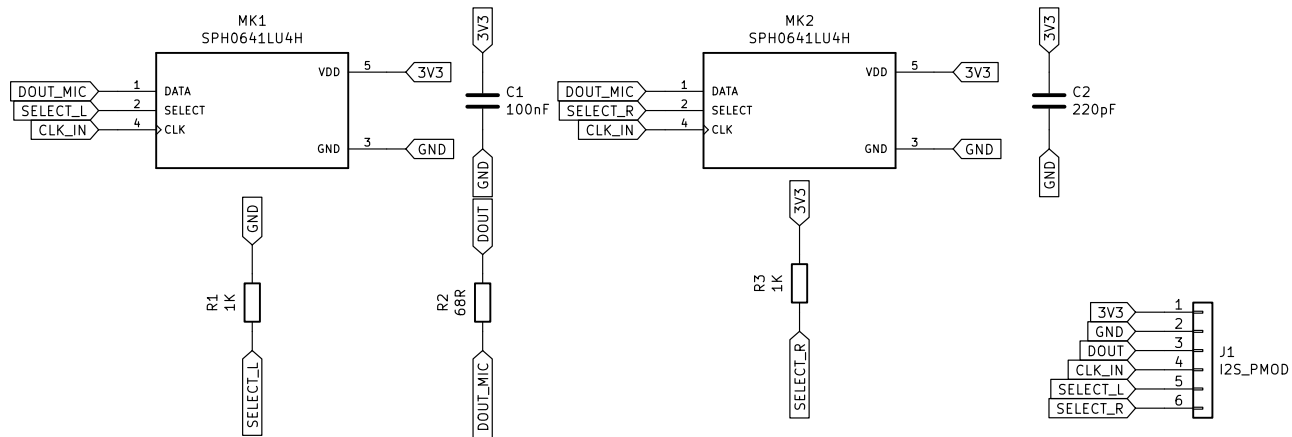 MK1
SPH0641LU4H
DOUT_MIC
SELECT_L
CLK_IN
1
2
4
DATA
SELECT
CLK
VDD
GND
5
3
3V3
GND
3V3
C1
100nF
GND
MK2
SPH0641LU4H
DOUT_MIC
SELECT_R
CLK_IN
1
2
4
DATA
SELECT
CLK
VDD
GND
5
3
3V3
GND
3V3
C2
220pF
GND
GND
R1
1K
SELECT_L
DOUT
R2
68R
DOUT_MIC
3V3
R3
1K
SELECT_R
3V3 1
GND 2
DOUT 3
CLK_IN 4
SELECT_L 5
SELECT_R 6
J1
I2S_PMOD